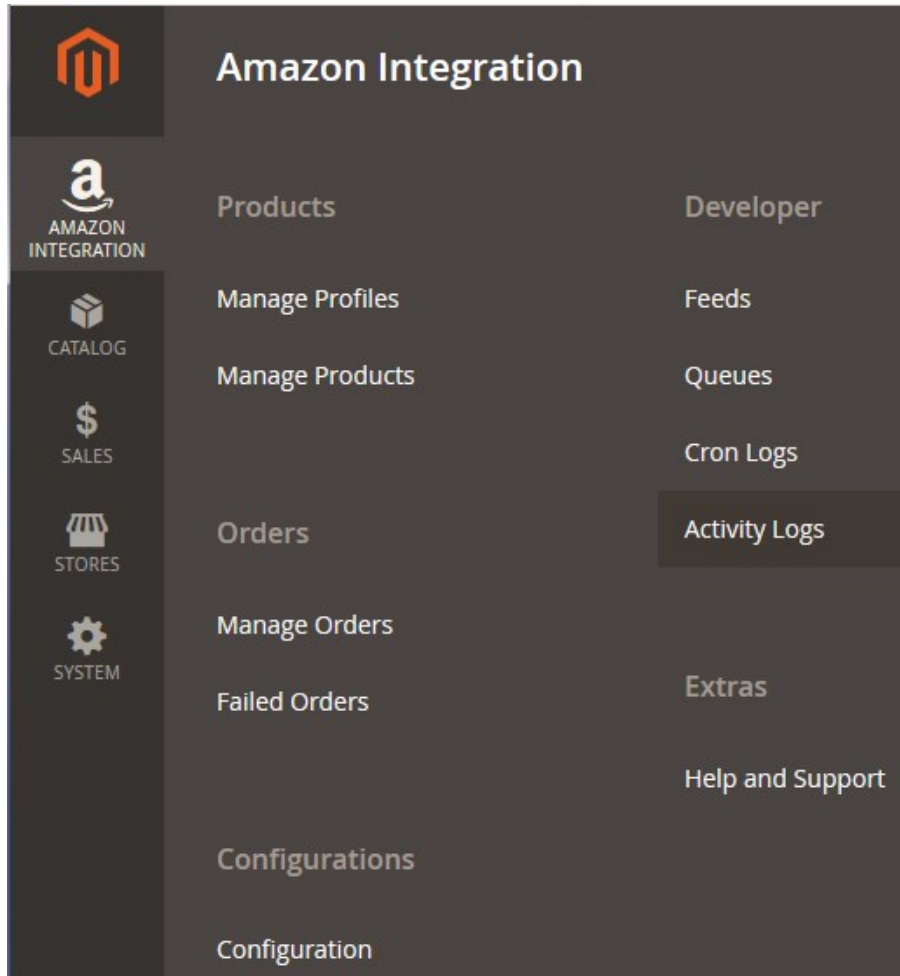 Amazon Integration
AMAZON
INTEGRATION
CATALOG
SALES
STORES
SYSTEM
Products
Manage Profiles
Manage Products
Orders
Manage Orders
Failed Orders
Configurations
Configuration
Developer
Feeds
Queues
Cron Logs
Activity Logs
Extras
Help and Support